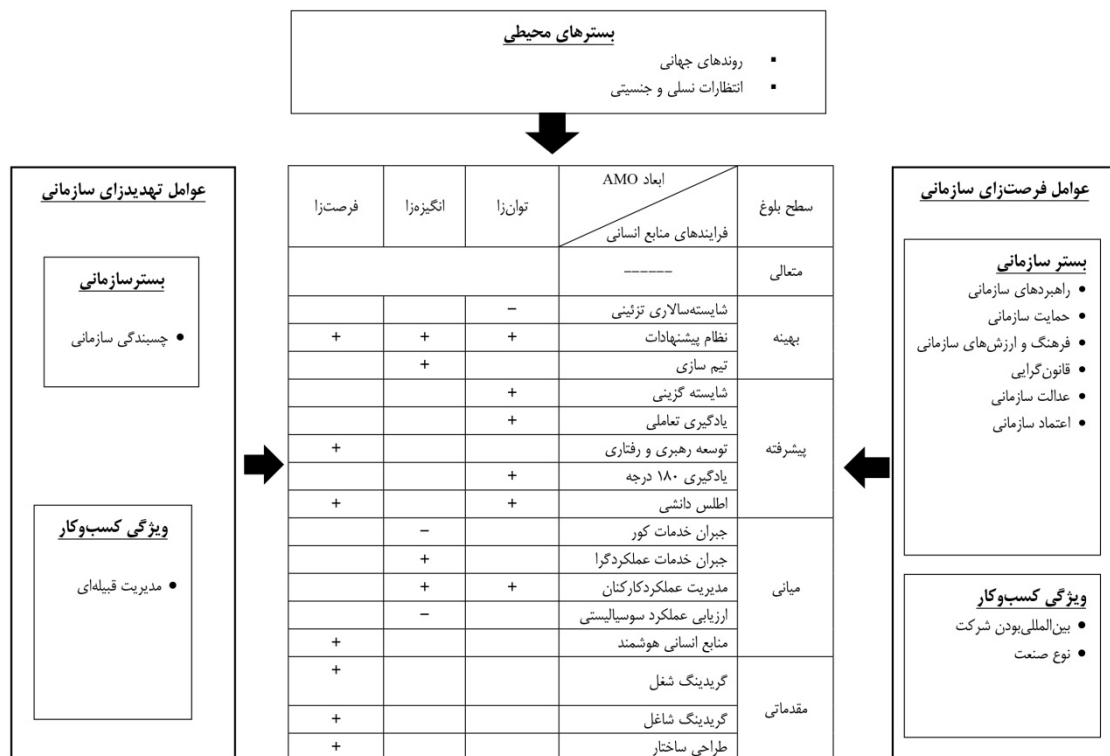 بسترهای محیطی
▪ روندهای جهانی
▪ انتظارات نسلی و جنسیتی
عوامل فرصت‌زای سازمانی
بستر سازمانی
• راهبردهای سازمانی
• حمایت سازمانی
• فرهنگ و ارزش‌های سازمانی
• قانون‌گرایی
• عدالت سازمانی
• اعتماد سازمانی
ویژگی کسب‌وکار
• بین‌المللی‌بودن شرکت
• نوع صنعت
سطح بلوغ ابعاد AMO توان‌زا انگیزه‌زا فرصت‌زا
فرایندهای منابع انسانی
متعالی ------
بهینه
شایسته‌سالاری تزئینی −
نظام پیشنهادات + + +
تیم سازی +
پیشرفته
شایسته گزینی +
یادگیری تعاملی +
توسعه رهبری و رفتاری +
یادگیری ۱۸۰ درجه +
اطلس دانشی + +
میانی
جبران خدمات کور −
جبران خدمات عملکردگرا +
مدیریت عملکردکارکنان + +
ارزیابی عملکرد سوسیالیستی −
منابع انسانی هوشمند +
مقدماتی
گریدینگ شغل +
گریدینگ شاغل +
طراحی ساختار +
عوامل تهدیدزای سازمانی
بسترسازمانی
• چسبندگی سازمانی
ویژگی کسب‌وکار
• مدیریت قبیله‌ای